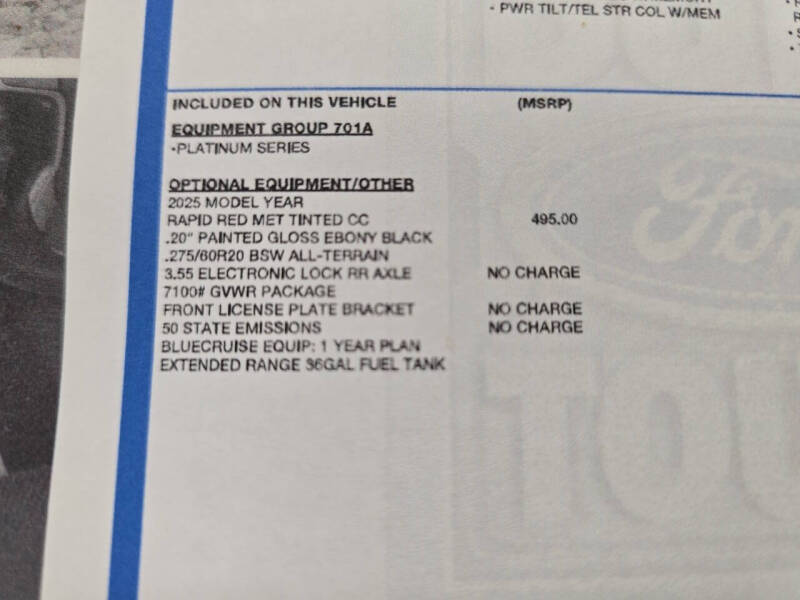 • PWR TILT/TEL STR COL W/MEM
INCLUDED ON THIS VEHICLE (MSRP)
EQUIPMENT GROUP 701A
•PLATINUM SERIES
OPTIONAL EQUIPMENT/OTHER
2025 MODEL YEAR
RAPID RED MET TINTED CC 495.00
.20" PAINTED GLOSS EBONY BLACK
.275/60R20 BSW ALL-TERRAIN
3.55 ELECTRONIC LOCK RR AXLE NO CHARGE
7100# GVWR PACKAGE
FRONT LICENSE PLATE BRACKET NO CHARGE
50 STATE EMISSIONS NO CHARGE
BLUECRUISE EQUIP: 1 YEAR PLAN
EXTENDED RANGE 36GAL FUEL TANK